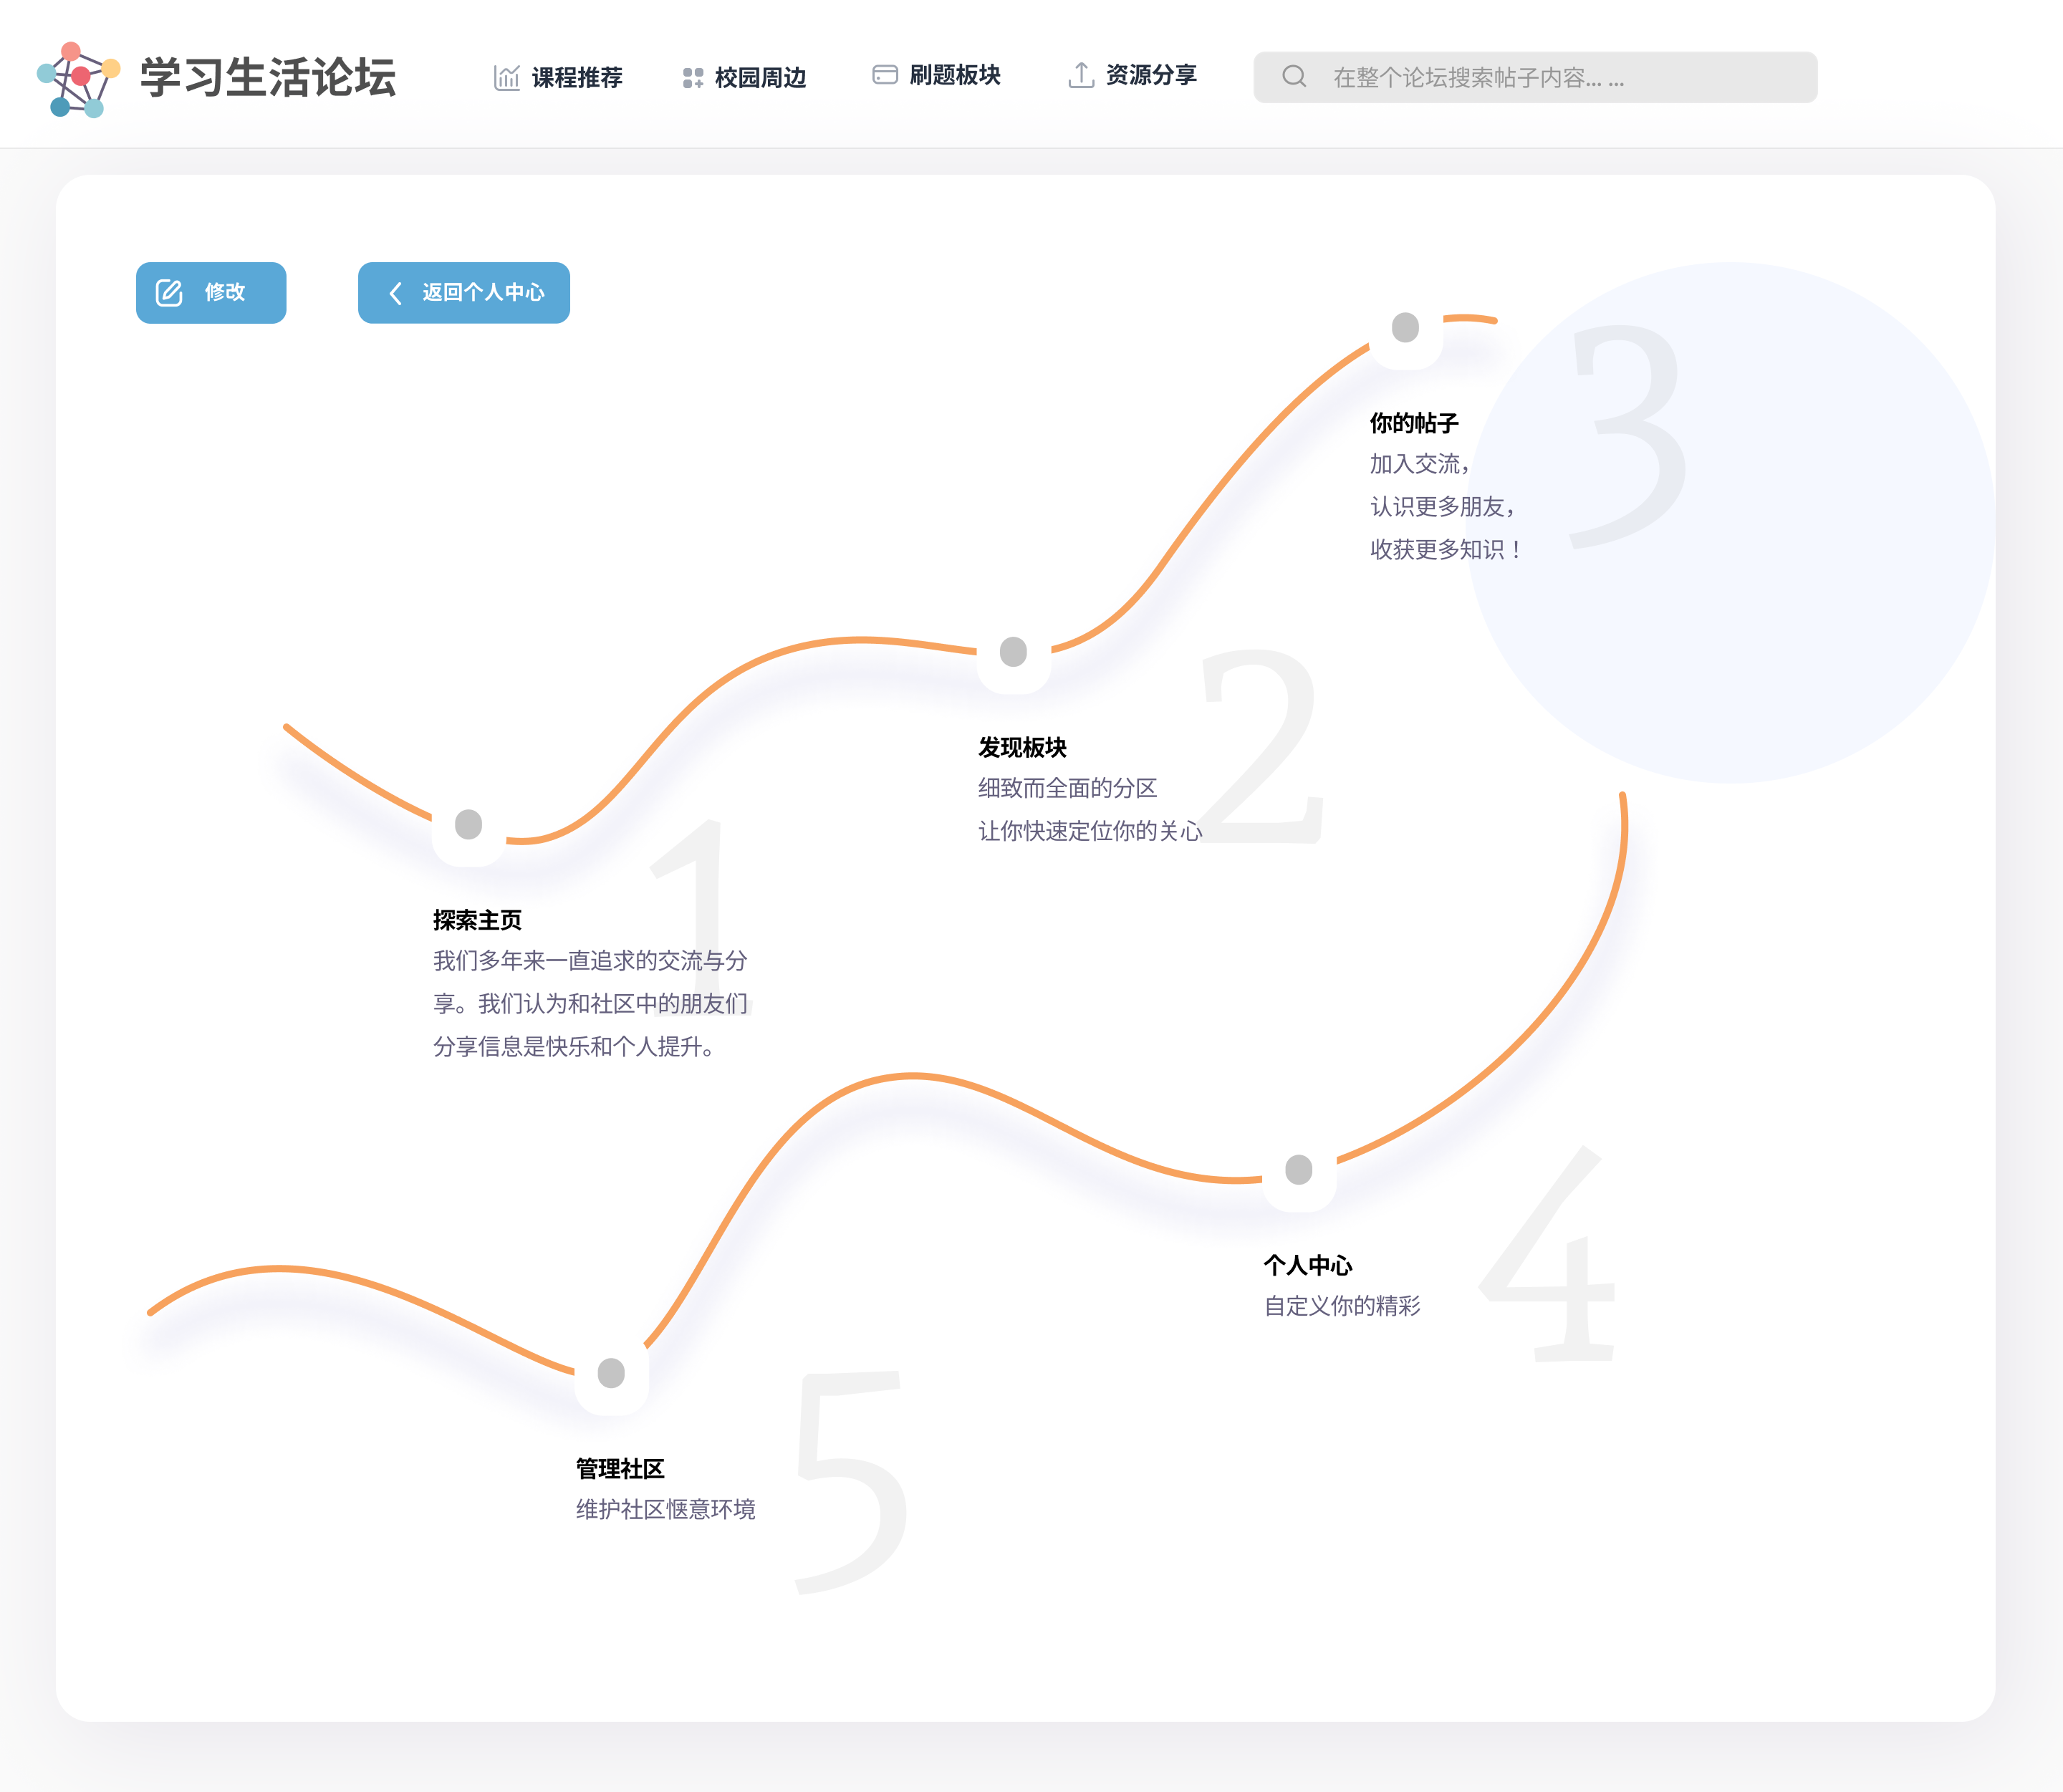 学习生活论坛
课程推荐
校园周边
刷题板块
资源分享
在整个论坛搜索帖子内容... ...
修改
返回个人中心
3
你的帖子
加入交流，
认识更多朋友，
收获更多知识！
2
发现板块
细致而全面的分区
让你快速定位你的关心
1
探索主页
我们多年来一直追求的交流与分
享。我们认为和社区中的朋友们
分享信息是快乐和个人提升。
4
个人中心
自定义你的精彩
5
管理社区
维护社区惬意环境